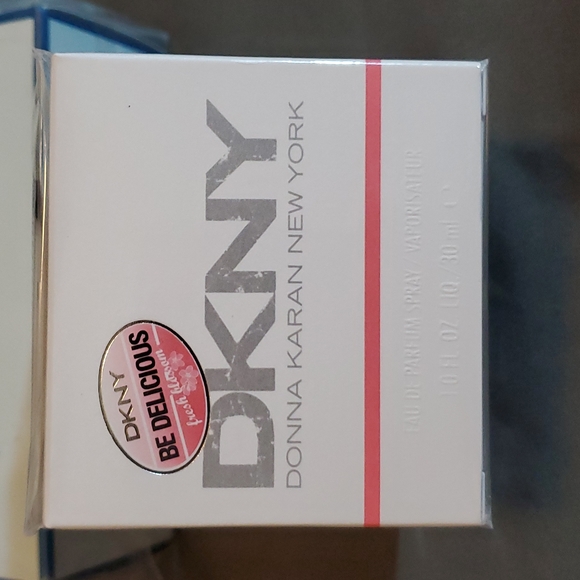 DKNY
DONNA KARAN NEW YORK
DKNY
BE DELICIOUS
fresh blossom
EAU DE PARFUM SPRAY / VAPORISATEUR
1.0 FL OZ LIQ. 30 ml e